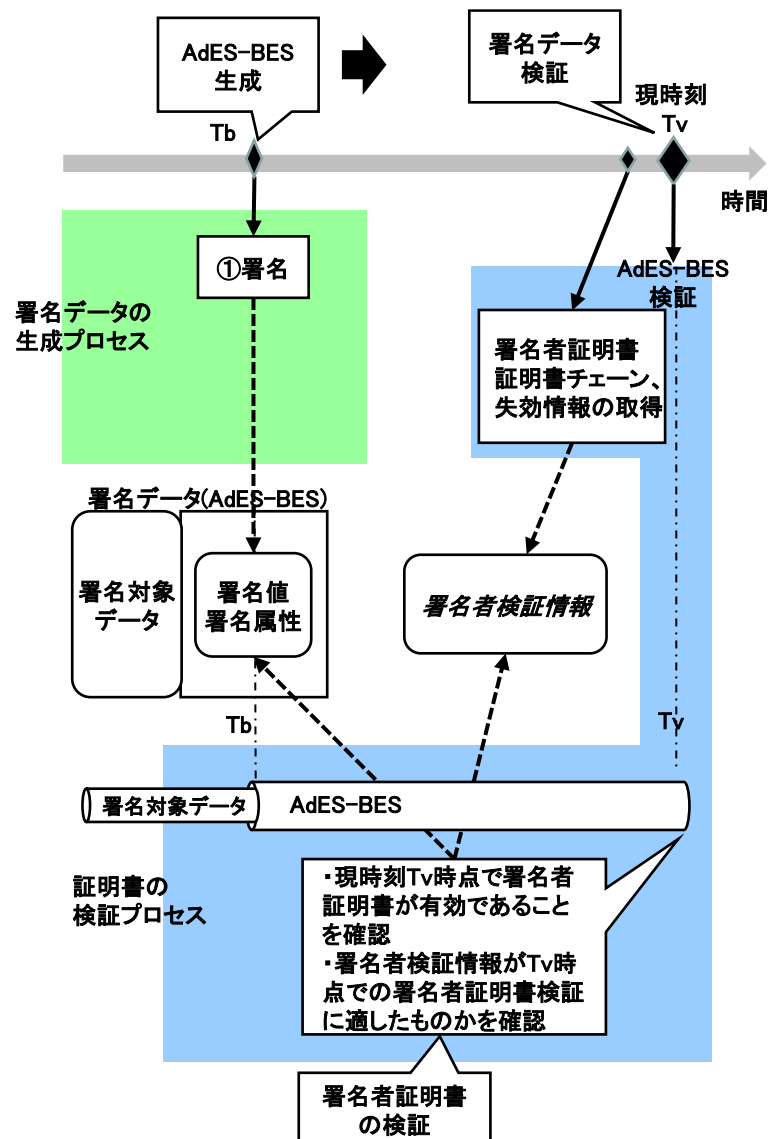 AdES-BES
生成
署名データ
検証
現時刻
Tb
Tv
時間
①署名
AdES-BES
検証
署名データの
生成プロセス
署名者証明書
証明書チェーン、
失効情報の取得
署名データ(AdES-BES)
署名対象
データ
署名値
署名属性
署名者検証情報
Tb
Tv
署名対象データ
AdES-BES
証明書の
検証プロセス
・現時刻Tv時点で署名者
証明書が有効であること
を確認
・署名者検証情報がTv時
点での署名者証明書検証
に適したものかを確認
署名者証明書
の検証